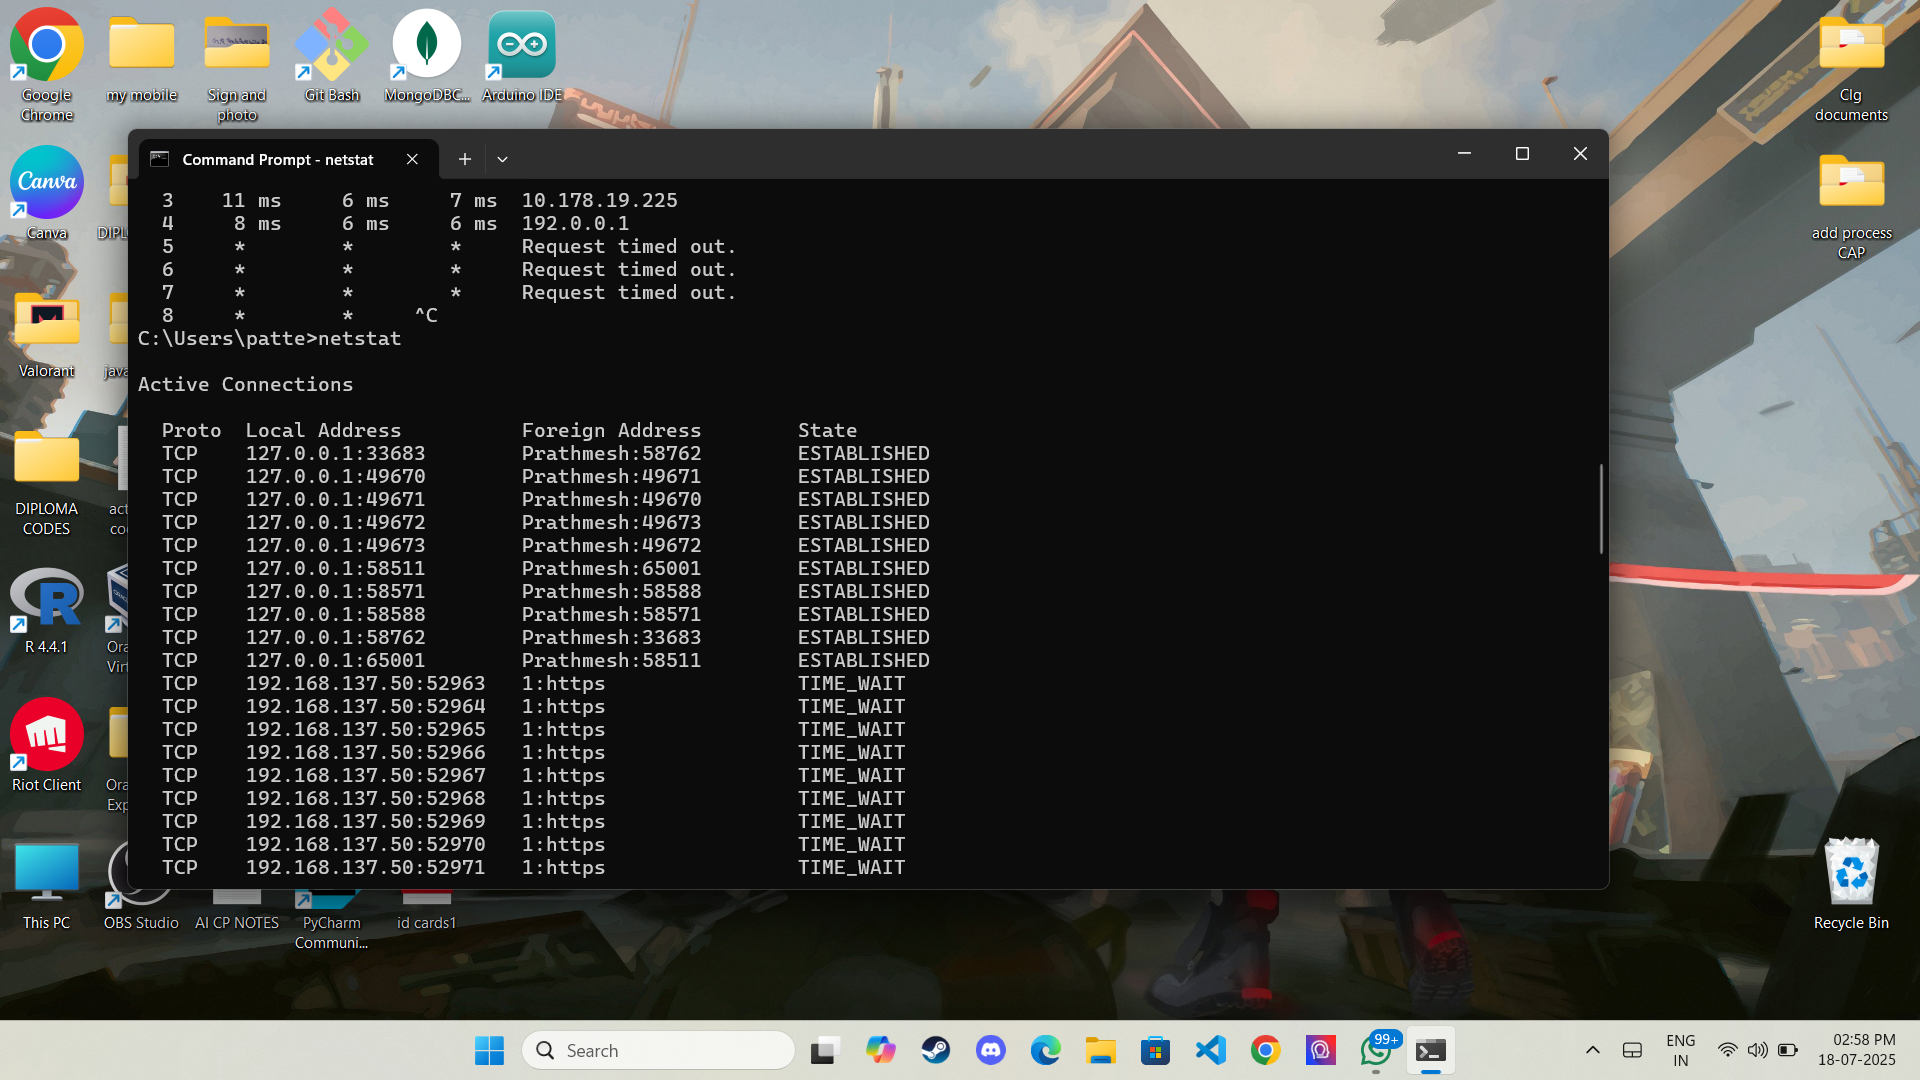 Google
Chrome
my mobile
Sign and
photo
Git Bash
MongoDBC...
Arduino IDE
Clg
documents
Canva
Canva
add process
CAP
Valorant
DIPLOMA
CODES
R 4.4.1
Riot Client
This PC
OBS Studio
AI CP NOTES
PyCharm
Communi...
id cards1
Recycle Bin
Command Prompt - netstat
3 11 ms 6 ms 7 ms 10.178.19.225
4 8 ms 6 ms 6 ms 192.0.0.1
5 * * * Request timed out.
6 * * * Request timed out.
7 * * * Request timed out.
8 * * ^C
C:\Users\patte>netstat
Active Connections
Proto Local Address Foreign Address State
TCP 127.0.0.1:33683 Prathmesh:58762 ESTABLISHED
TCP 127.0.0.1:49670 Prathmesh:49671 ESTABLISHED
TCP 127.0.0.1:49671 Prathmesh:49670 ESTABLISHED
TCP 127.0.0.1:49672 Prathmesh:49673 ESTABLISHED
TCP 127.0.0.1:49673 Prathmesh:49672 ESTABLISHED
TCP 127.0.0.1:58511 Prathmesh:65001 ESTABLISHED
TCP 127.0.0.1:58571 Prathmesh:58588 ESTABLISHED
TCP 127.0.0.1:58588 Prathmesh:58571 ESTABLISHED
TCP 127.0.0.1:58762 Prathmesh:33683 ESTABLISHED
TCP 127.0.0.1:65001 Prathmesh:58511 ESTABLISHED
TCP 192.168.137.50:52963 1:https TIME_WAIT
TCP 192.168.137.50:52964 1:https TIME_WAIT
TCP 192.168.137.50:52965 1:https TIME_WAIT
TCP 192.168.137.50:52966 1:https TIME_WAIT
TCP 192.168.137.50:52967 1:https TIME_WAIT
TCP 192.168.137.50:52968 1:https TIME_WAIT
TCP 192.168.137.50:52969 1:https TIME_WAIT
TCP 192.168.137.50:52970 1:https TIME_WAIT
TCP 192.168.137.50:52971 1:https TIME_WAIT
Search
99+
ENG
IN
02:58 PM
18-07-2025